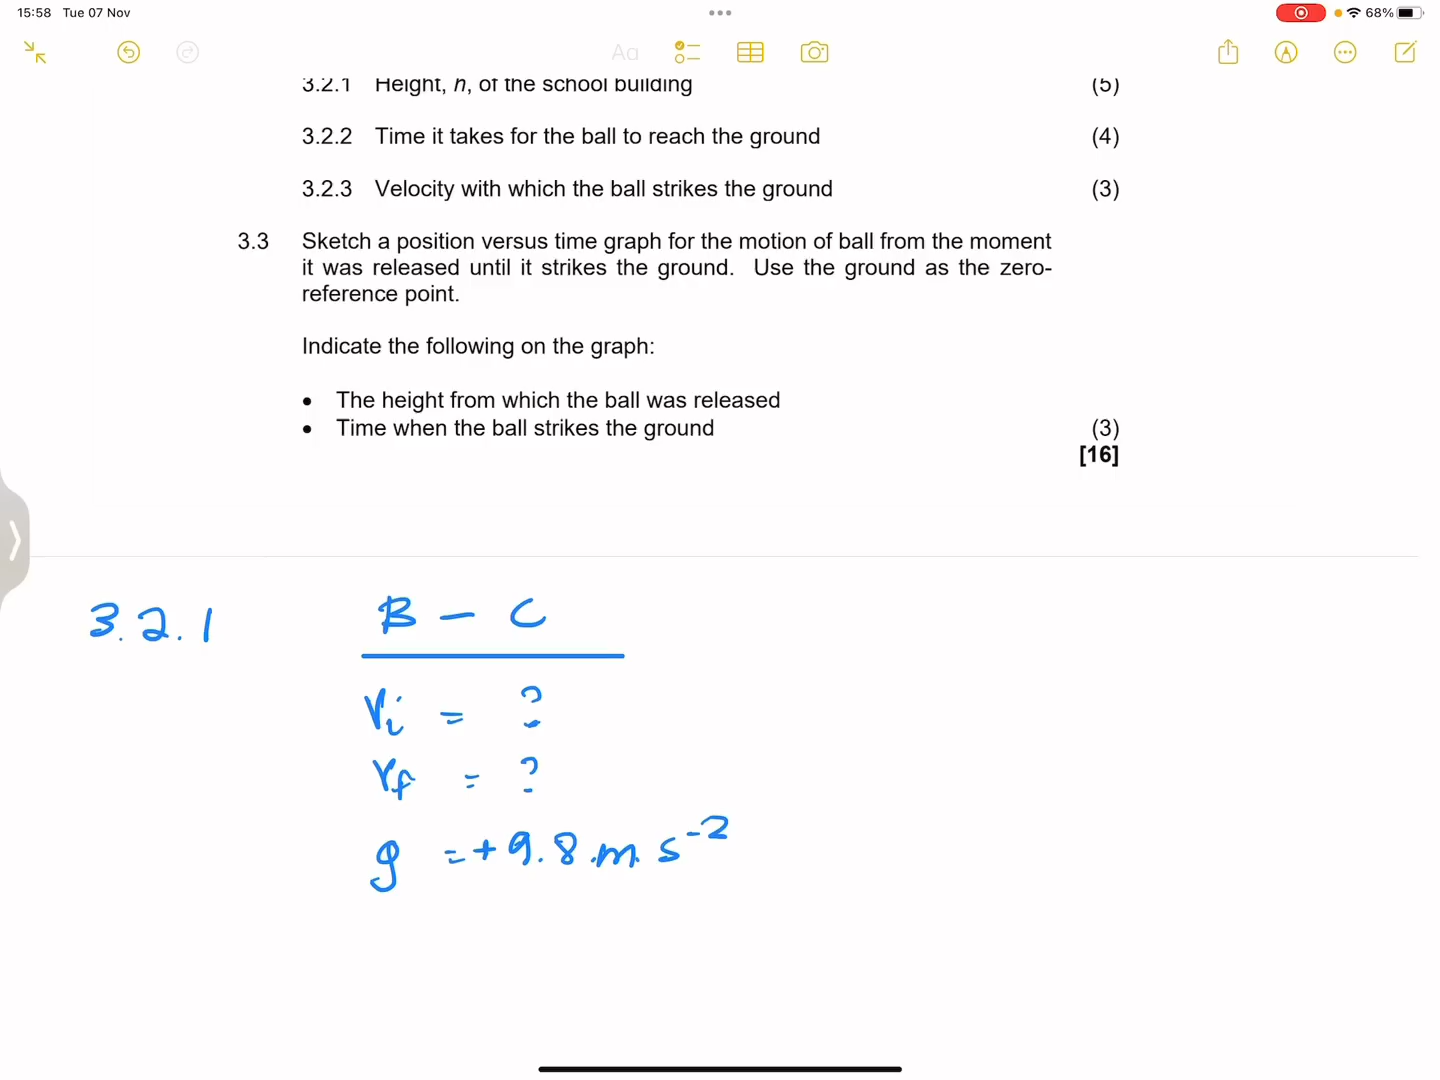 15:58 Tue 07 Nov
68%
Aa
3.2.1 Height, h, of the school building (5)
3.2.2 Time it takes for the ball to reach the ground (4)
3.2.3 Velocity with which the ball strikes the ground (3)
3.3 Sketch a position versus time graph for the motion of ball from the moment
it was released until it strikes the ground. Use the ground as the zero-
reference point.
Indicate the following on the graph:
• The height from which the ball was released
• Time when the ball strikes the ground (3)
[16]
3.2.1 B – C
vi = ?
vf = ?
g = +9.8 m.s⁻²